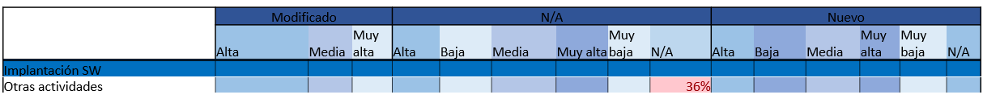 Modificado N/A Nuevo
Alta Media Muy alta Alta Baja Media Muy alta Muy baja N/A Alta Baja Media Muy alta Muy baja N/A
Implantación SW
Otras actividades 36%